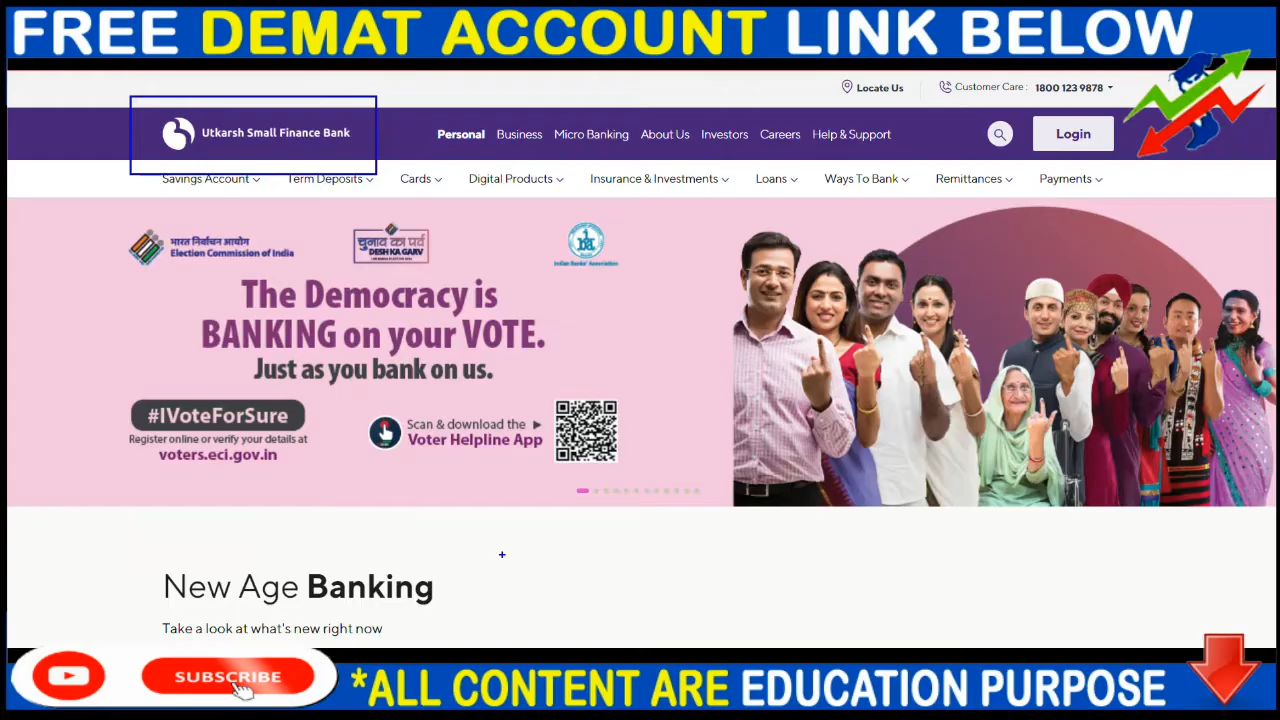 FREE DEMAT ACCOUNT LINK BELOW
Locate Us
Customer Care : 1800 123 9878
Utkarsh Small Finance Bank
Personal Business Micro Banking About Us Investors Careers Help & Support
Login
Savings Account Term Deposits Cards Digital Products Insurance & Investments Loans Ways To Bank Remittances Payments
भारत निर्वाचन आयोग
Election Commission of India
चुनाव का पर्व
DESH KA GARV
Indian Banks' Association
The Democracy is
BANKING on your VOTE.
Just as you bank on us.
#IVoteForSure
Register online or verify your details at
voters.eci.gov.in
Scan & download the
Voter Helpline App
New Age Banking
Take a look at what's new right now
SUBSCRIBE
*ALL CONTENT ARE EDUCATION PURPOSE